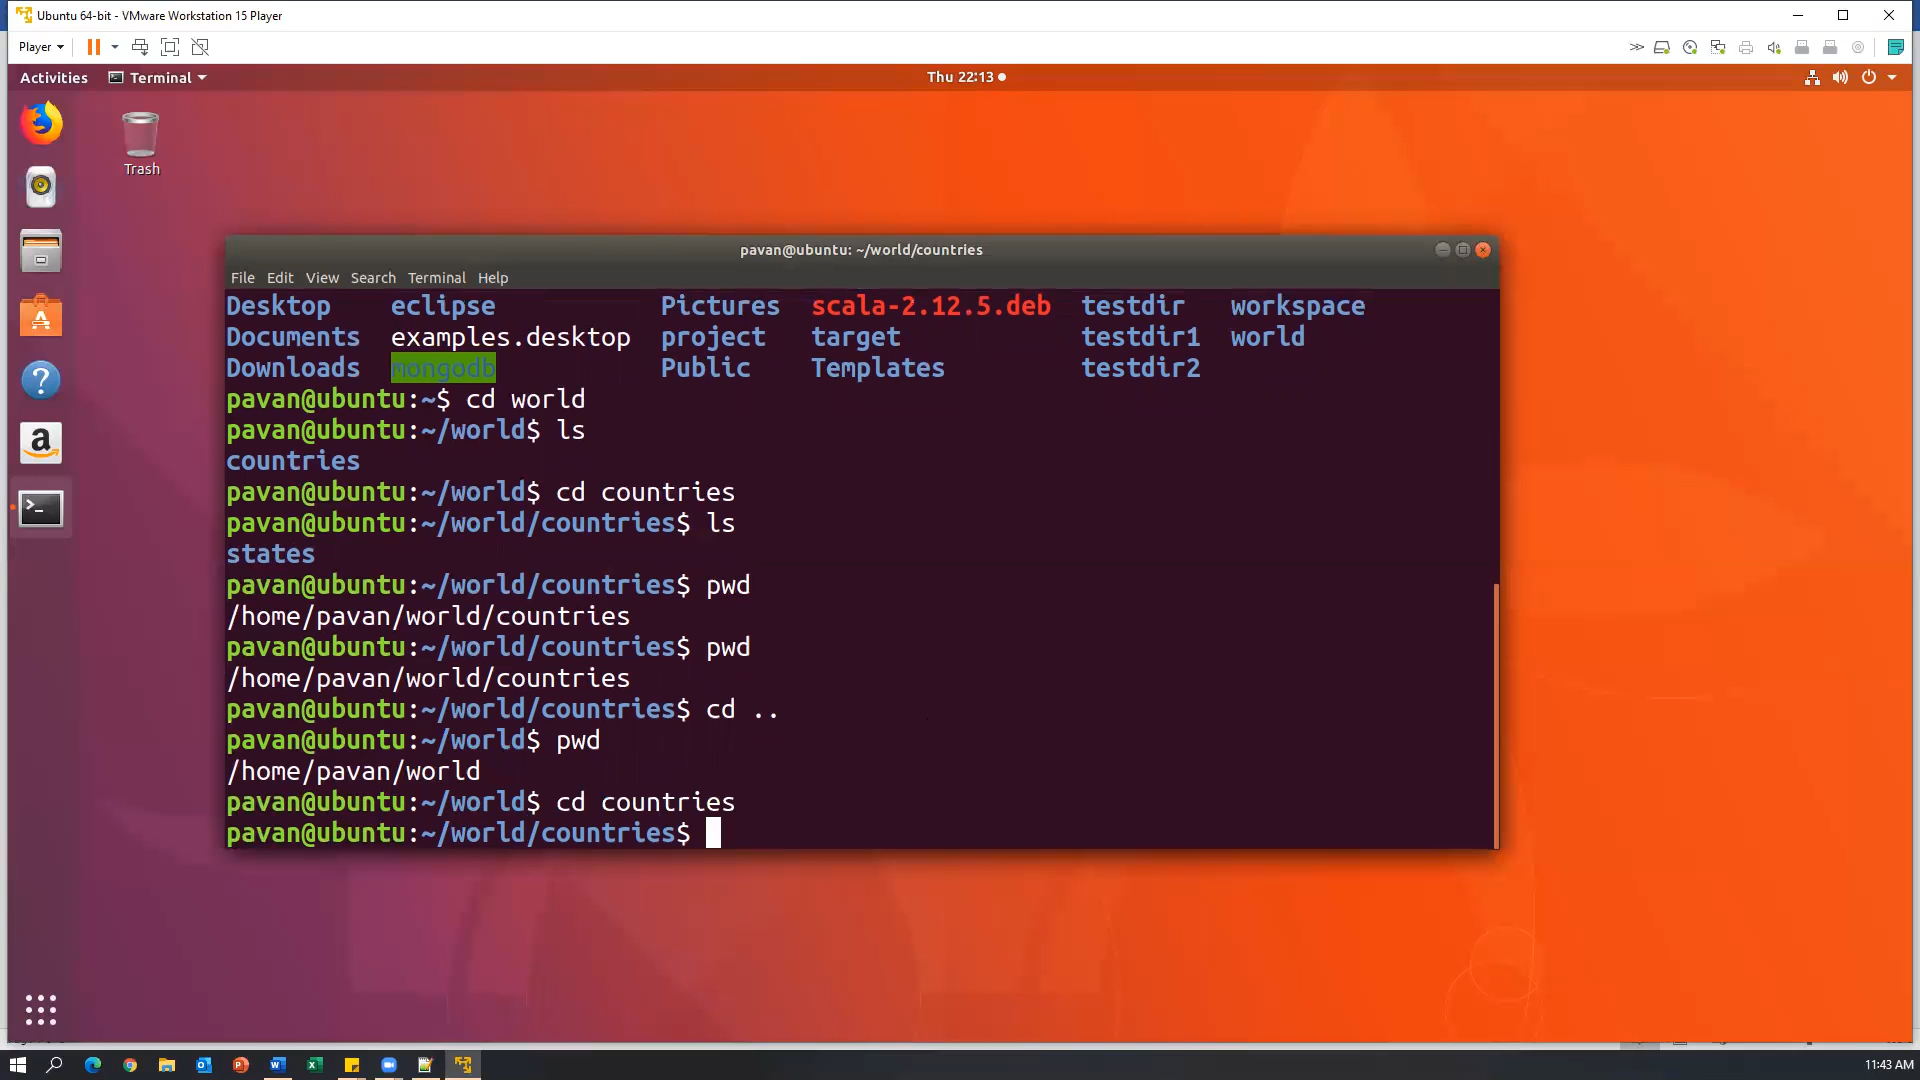 Ubuntu 64-bit - VMware Workstation 15 Player
Player
Activities Terminal Thu 22:13
Trash
pavan@ubuntu: ~/world/countries
File Edit View Search Terminal Help
Desktop eclipse Pictures scala-2.12.5.deb testdir workspace
Documents examples.desktop project target testdir1 world
Downloads mongodb Public Templates testdir2
pavan@ubuntu:~$ cd world
pavan@ubuntu:~/world$ ls
countries
pavan@ubuntu:~/world$ cd countries
pavan@ubuntu:~/world/countries$ ls
states
pavan@ubuntu:~/world/countries$ pwd
/home/pavan/world/countries
pavan@ubuntu:~/world/countries$ pwd
/home/pavan/world/countries
pavan@ubuntu:~/world/countries$ cd ..
pavan@ubuntu:~/world$ pwd
/home/pavan/world
pavan@ubuntu:~/world$ cd countries
pavan@ubuntu:~/world/countries$
11:43 AM